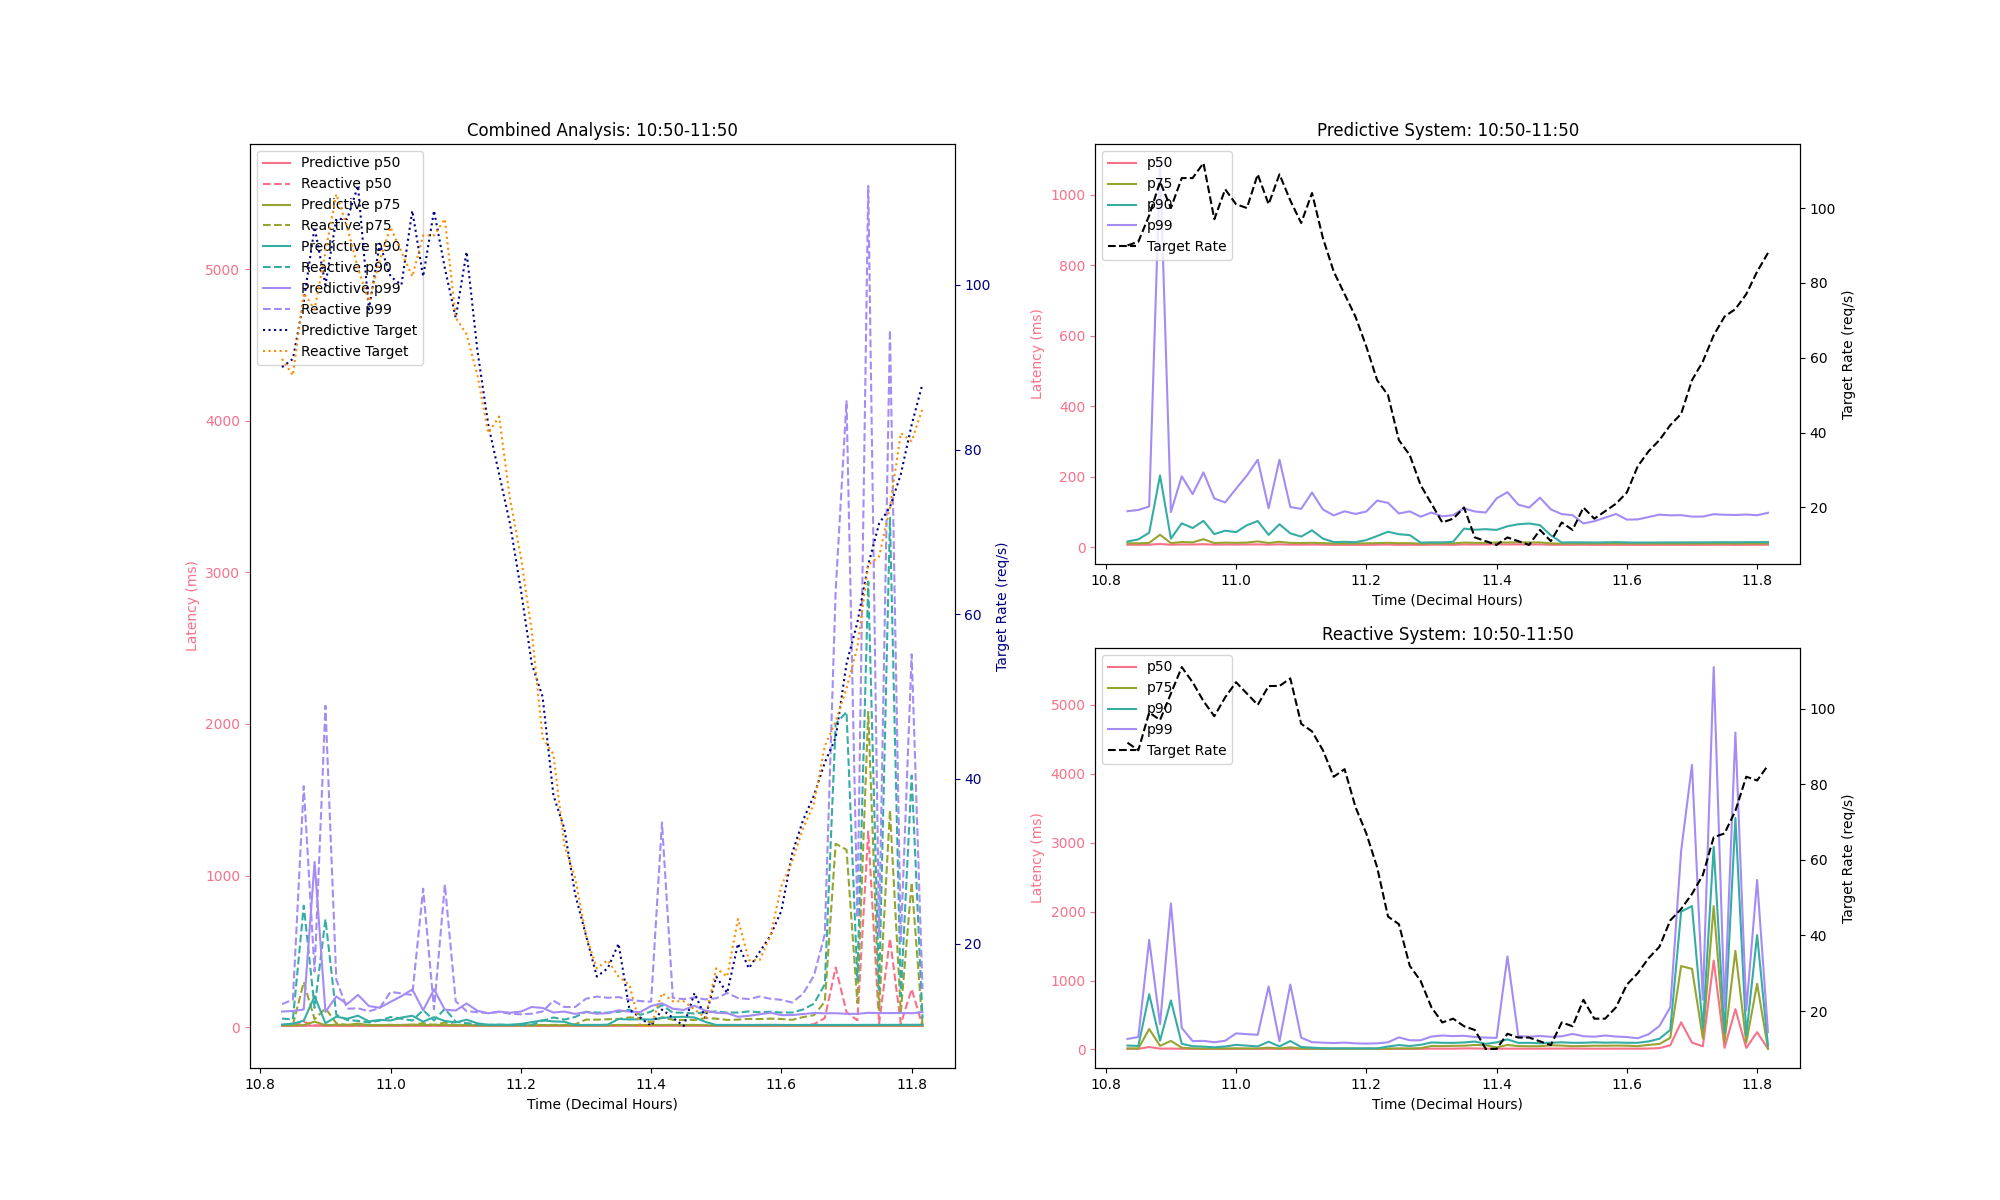 Combined Analysis: 10:50-11:50
Predictive p50
Reactive p50
Predictive p75
Reactive p75
Predictive p90
Reactive p90
Predictive p99
Reactive p99
Predictive Target
Reactive Target
5000
4000
3000
2000
1000
0
Latency (ms)
100
80
60
40
20
Target Rate (req/s)
10.8
11.0
11.2
11.4
11.6
11.8
Time (Decimal Hours)
Predictive System: 10:50-11:50
p50
p75
p90
p99
Target Rate
1000
800
600
400
200
0
Latency (ms)
100
80
60
40
20
Target Rate (req/s)
10.8
11.0
11.2
11.4
11.6
11.8
Time (Decimal Hours)
Reactive System: 10:50-11:50
p50
p75
p90
p99
Target Rate
5000
4000
3000
2000
1000
0
Latency (ms)
100
80
60
40
20
Target Rate (req/s)
10.8
11.0
11.2
11.4
11.6
11.8
Time (Decimal Hours)